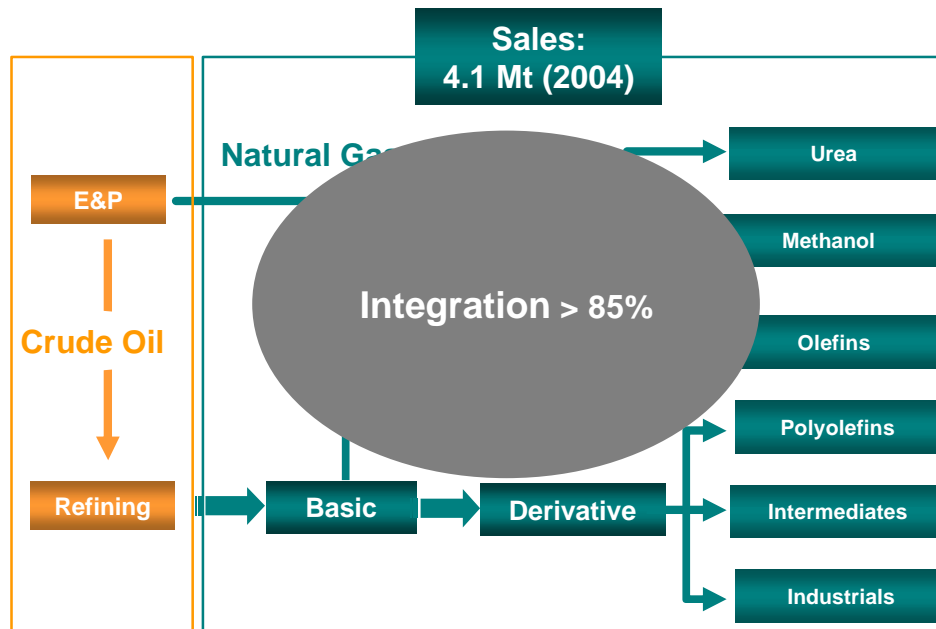 Sales:
4.1 Mt (2004)
Natural Gas
Urea
E&P
Methanol
Integration > 85%
Crude Oil
Olefins
Polyolefins
Refining
Basic
Derivative
Intermediates
Industrials